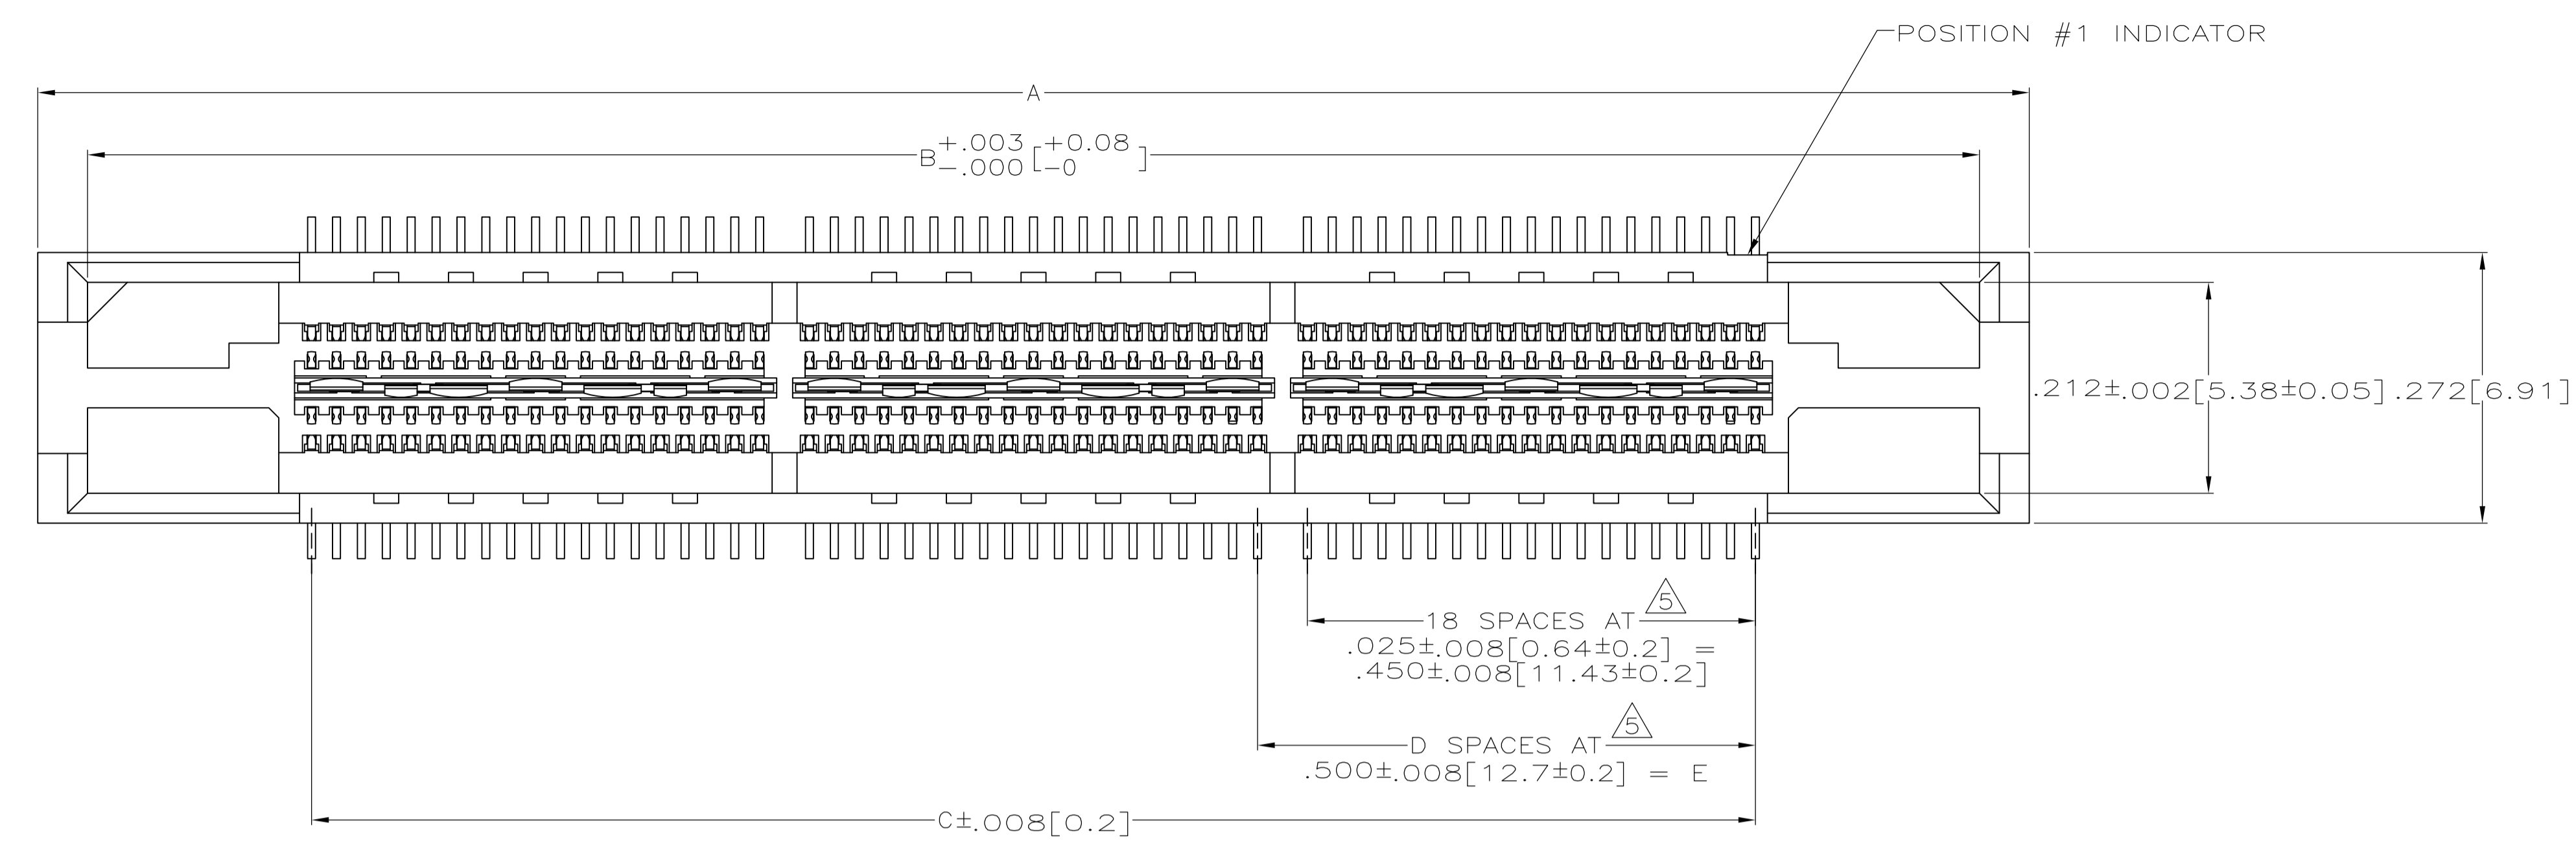 POSITION #1 INDICATOR
A
B +.003 [+0.08
-.000 [-0 ]
.212±.002[5.38±0.05]
.272[6.91]
5
18 SPACES AT
.025±.008[0.64±0.2] =
.450±.008[11.43±0.2]
5
D SPACES AT
.500±.008[12.7±0.2] = E
C±.008[0.2]